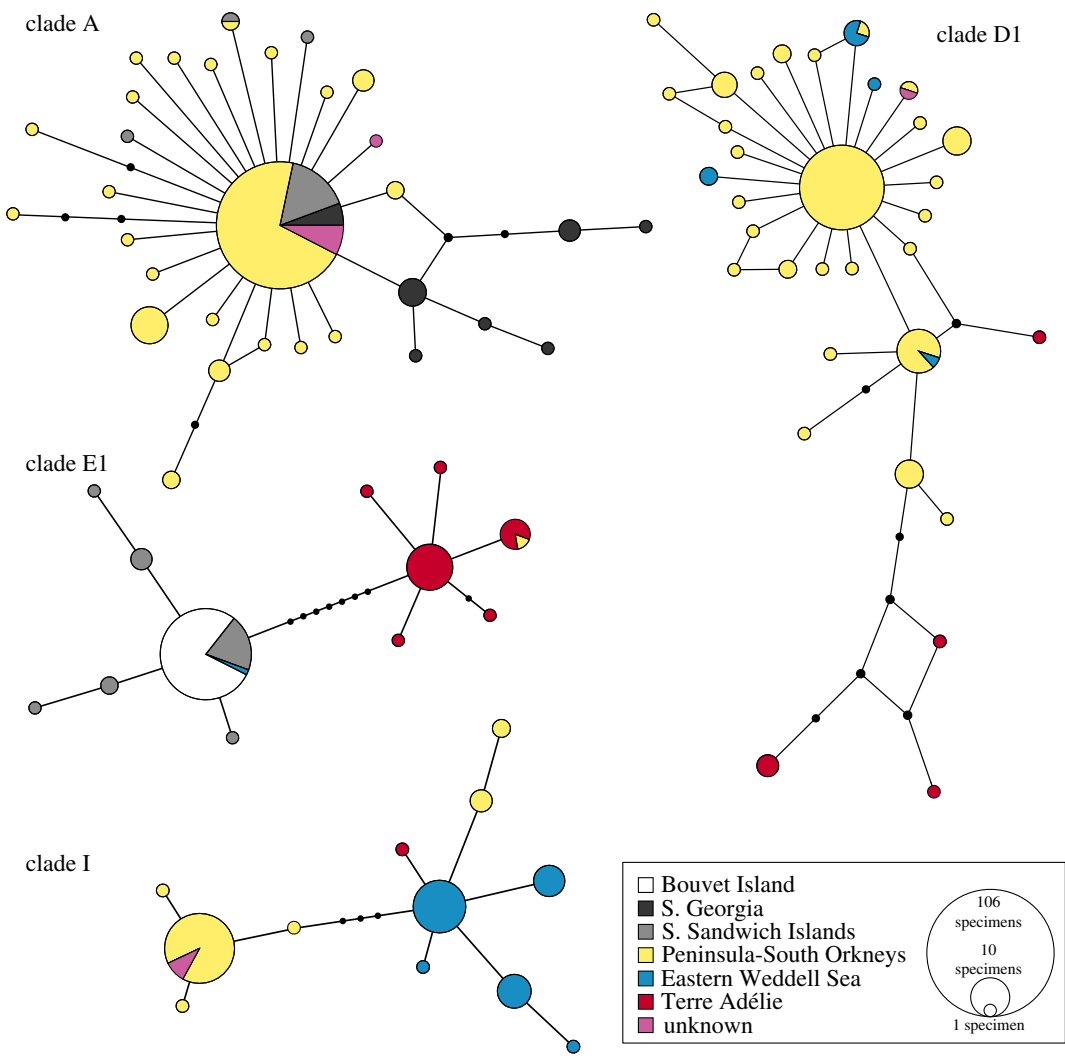 clade A
clade D1
clade E1
clade I
Bouvet Island
S. Georgia
S. Sandwich Islands
Peninsula-South Orkneys
Eastern Weddell Sea
Terre Adélie
unknown
106
specimens
10
specimens
1 specimen